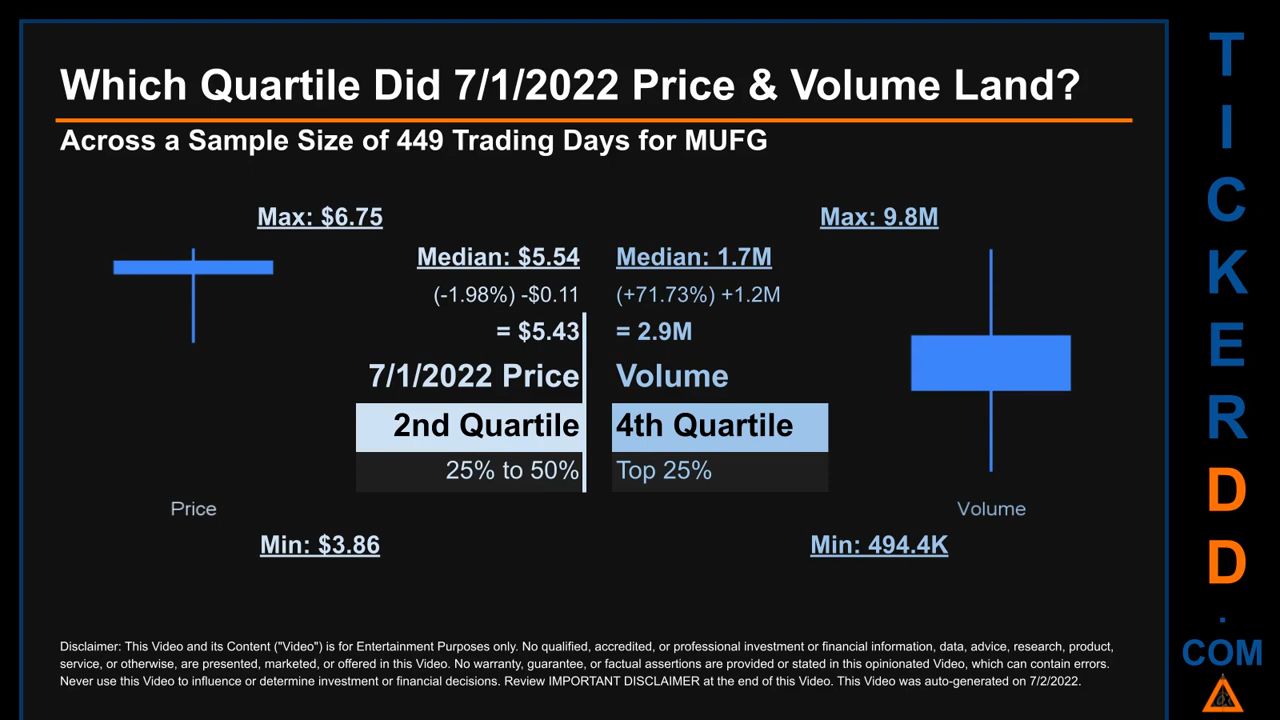 Which Quartile Did 7/1/2022 Price & Volume Land?
Across a Sample Size of 449 Trading Days for MUFG
Max: $6.75
Max: 9.8M
Median: $5.54
Median: 1.7M
(-1.98%) -$0.11
(+71.73%) +1.2M
= $5.43
= 2.9M
7/1/2022 Price
Volume
2nd Quartile
4th Quartile
25% to 50%
Top 25%
Price
Volume
Min: $3.86
Min: 494.4K
Disclaimer: This Video and its Content ("Video") is for Entertainment Purposes only. No qualified, accredited, or professional investment or financial information, data, advice, research, product,
service, or otherwise, are presented, marketed, or offered in this Video. No warranty, guarantee, or factual assertions are provided or stated in this opinionated Video, which can contain errors.
Never use this Video to influence or determine investment or financial decisions. Review IMPORTANT DISCLAIMER at the end of this Video. This Video was auto-generated on 7/2/2022.
T
I
C
K
E
R
D
D
.
COM